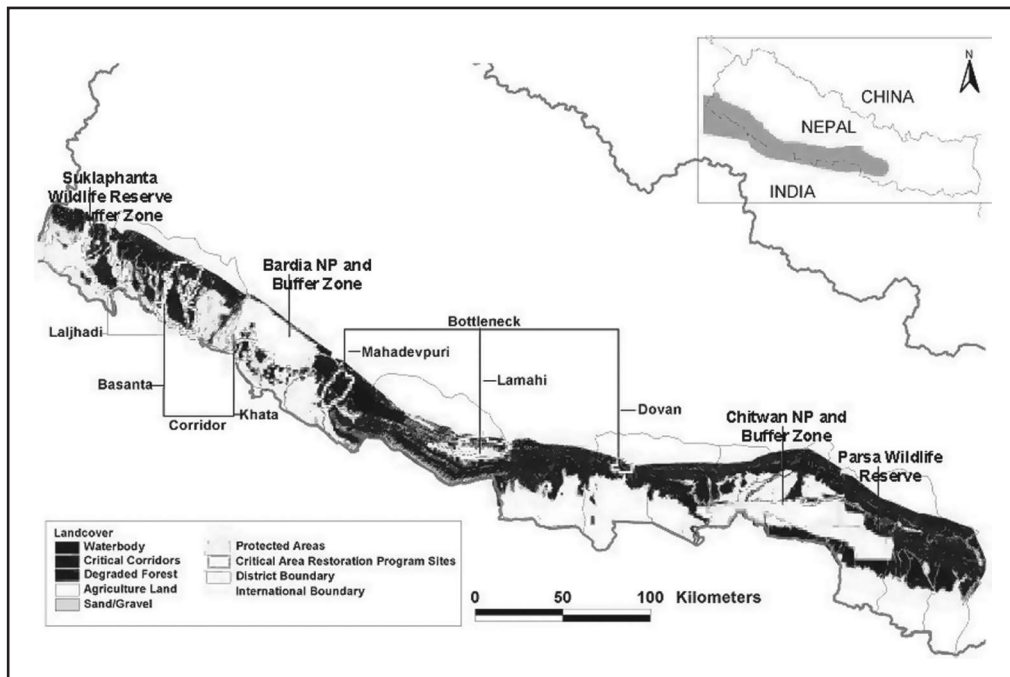 N
CHINA
NEPAL
INDIA
Suklaphanta
Wildlife Reserve
Buffer Zone
Bardia NP and
Buffer Zone
Laljhadi
Basanta
Khata
Corridor
Bottleneck
Mahadevpuri
Lamahi
Dovan
Chitwan NP and
Buffer Zone
Parsa Wildlife
Reserve
Landcover
Waterbody
Critical Corridors
Degraded Forest
Agriculture Land
Sand/Gravel
Protected Areas
Critical Area Restoration Program Sites
District Boundary
International Boundary
0 50 100 Kilometers